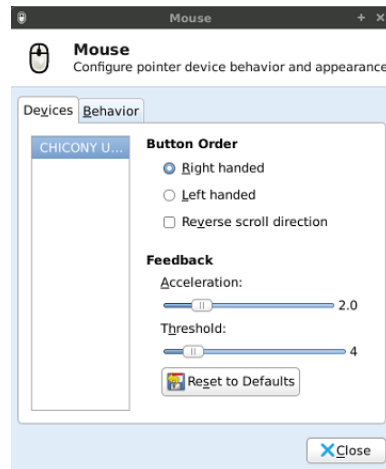 Mouse
Mouse
Configure pointer device behavior and appearance
Devices Behavior
CHICONY U...
Button Order
Right handed
Left handed
Reverse scroll direction
Feedback
Acceleration:
2.0
Threshold:
4
Reset to Defaults
Close